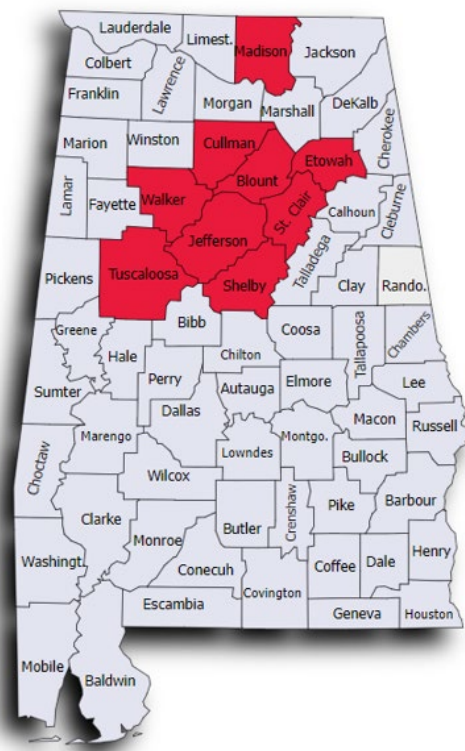 Lauderdale
Limest.
Madison
Jackson
Colbert
Lawrence
Franklin
Morgan
Marshall
DeKalb
Cherokee
Marion
Winston
Cullman
Etowah
Blount
Lamar
Fayette
Walker
St. Clair
Calhoun
Cleburne
Jefferson
Talladega
Pickens
Tuscaloosa
Shelby
Clay
Rando.
Bibb
Greene
Hale
Chilton
Coosa
Tallapoosa
Chambers
Perry
Autauga
Elmore
Lee
Sumter
Dallas
Macon
Russell
Marengo
Lowndes
Montgo.
Bullock
Choctaw
Wilcox
Clarke
Butler
Crenshaw
Pike
Barbour
Monroe
Washingt.
Conecuh
Coffee
Dale
Henry
Covington
Escambia
Geneva
Houston
Mobile
Baldwin